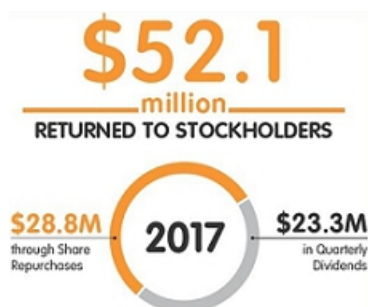 $52.1
million
RETURNED TO STOCKHOLDERS
$28.8M
through Share
Repurchases
2017
$23.3M
in Quarterly
Dividends